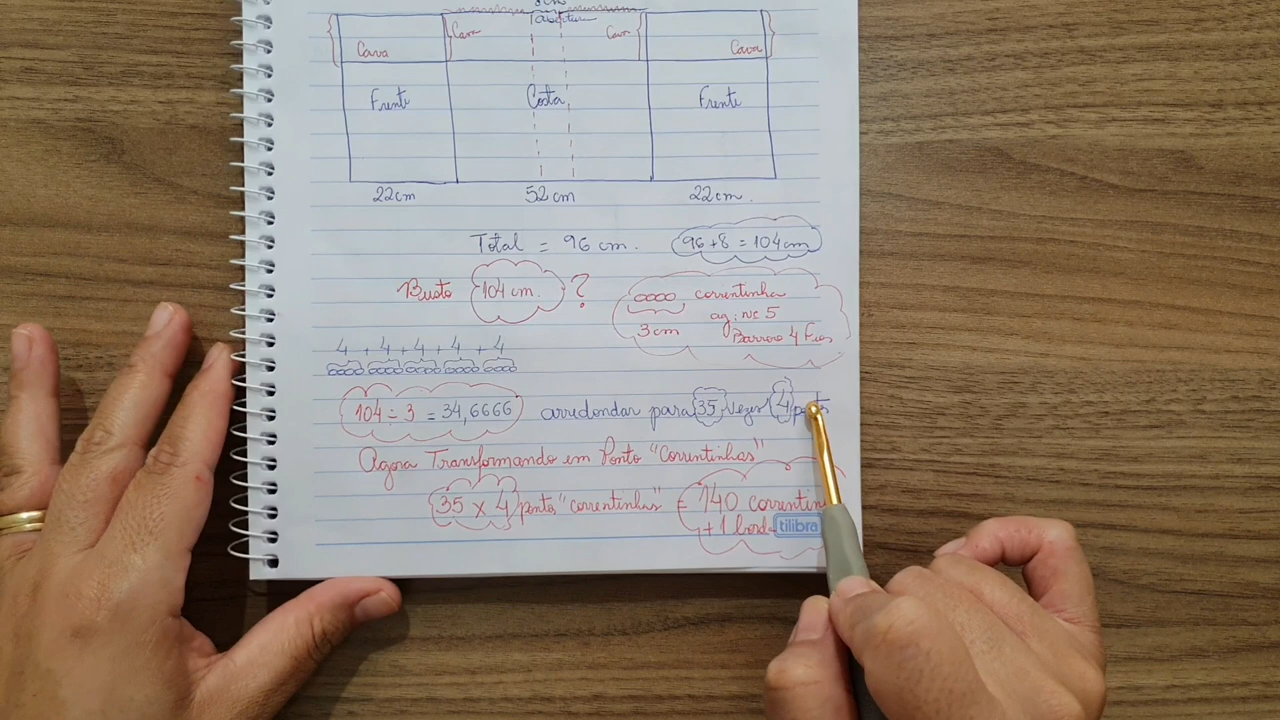 Cava Cava Cava Cava
Frente Costa Frente
22cm 52cm 22cm.
Total = 96 cm. 96+8 = 104cm
Busto 104 cm. ? correntinha
ag: nº 5
3cm Barroco 4 Fios
4 + 4 + 4 + 4 + 4
104 ÷ 3 = 34,6666 arredondar para 35 Vezes 4
Agora Transformando em Ponto "Correntinhas"
35 x 4 pontos "correntinhas" = 140
+ 1
tilibra